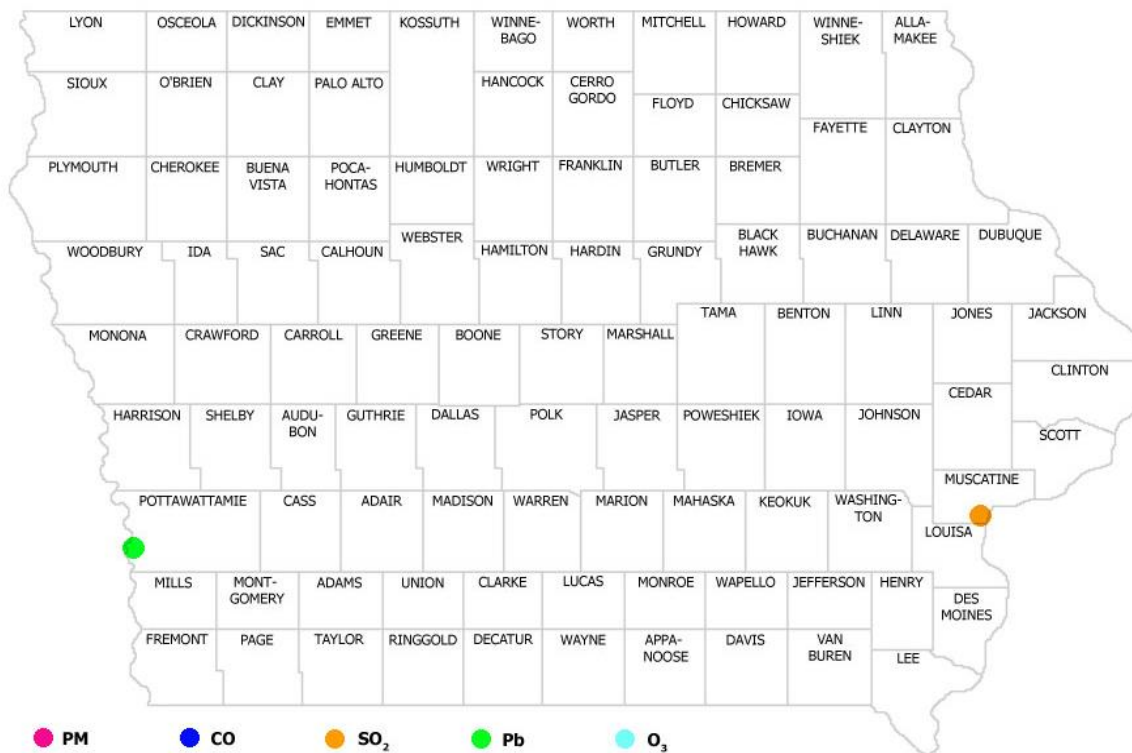 LYON
OSCEOLA
DICKINSON
EMMET
KOSSUTH
WINNE-
BAGO
WORTH
MITCHELL
HOWARD
WINNE-
SHIEK
ALLA-
MAKEE
SIOUX
O'BRIEN
CLAY
PALO ALTO
HANCOCK
CERRO
GORDO
FLOYD
CHICKSAW
FAYETTE
CLAYTON
PLYMOUTH
CHEROKEE
BUENA
VISTA
POCA-
HONTAS
HUMBOLDT
WRIGHT
FRANKLIN
BUTLER
BREMER
WOODBURY
IDA
SAC
CALHOUN
WEBSTER
HAMILTON
HARDIN
GRUNDY
BLACK
HAWK
BUCHANAN
DELAWARE
DUBUQUE
MONONA
CRAWFORD
CARROLL
GREENE
BOONE
STORY
MARSHALL
TAMA
BENTON
LINN
JONES
JACKSON
CLINTON
HARRISON
SHELBY
AUDU-
BON
GUTHRIE
DALLAS
POLK
JASPER
POWESHIEK
IOWA
JOHNSON
CEDAR
SCOTT
MUSCATINE
POTTAWATTAMIE
CASS
ADAIR
MADISON
WARREN
MARION
MAHASKA
KEOKUK
WASHING-
TON
LOUISA
MILLS
MONT-
GOMERY
ADAMS
UNION
CLARKE
LUCAS
MONROE
WAPELLO
JEFFERSON
HENRY
DES
MOINES
FREMONT
PAGE
TAYLOR
RINGGOLD
DECATUR
WAYNE
APPA-
NOOSE
DAVIS
VAN
BUREN
LEE
PM
CO
SO₂
Pb
O₃